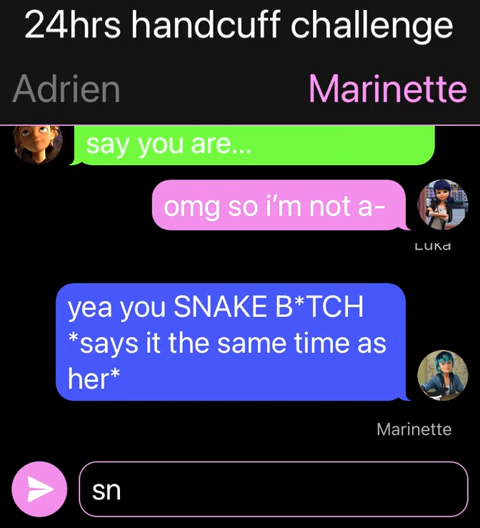 24hrs handcuff challenge
Adrien
Marinette
say you are...
omg so i'm not a-
Luka
yea you SNAKE B*TCH
*says it the same time as
her*
Marinette
sn